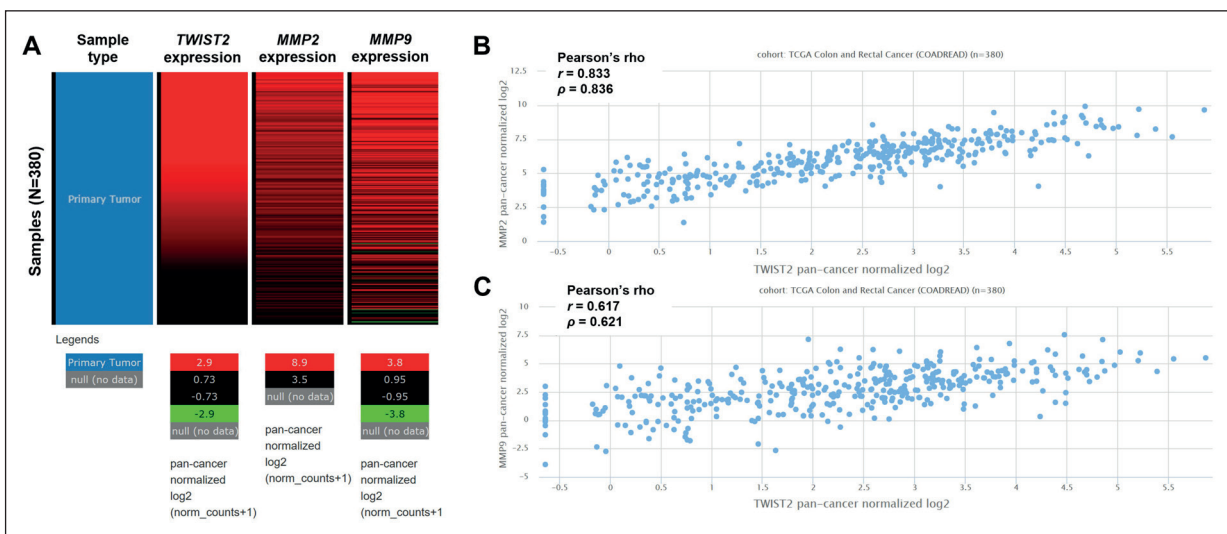 A
Sample
type
TWIST2
expression
MMP2
expression
MMP9
expression
Samples (N=380)
Primary Tumor
Legends
Primary Tumor
null (no data)
2.9
0.73
-0.73
-2.9
null (no data)
pan-cancer
normalized
log2
(norm_counts+1)
8.9
3.5
null (no data)
pan-cancer
normalized
log2
(norm_counts+1)
3.8
0.95
-0.95
-3.8
null (no data)
pan-cancer
normalized
log2
(norm_counts+1
B
Pearson's rho
r = 0.833
ρ = 0.836
cohort: TCGA Colon and Rectal Cancer (COADREAD) (n=380)
MMP2 pan-cancer normalized log2
12.5
10
7.5
5
2.5
0
-0.5 0 0.5 1 1.5 2 2.5 3 3.5 4 4.5 5 5.5
TWIST2 pan-cancer normalized log2
C
Pearson's rho
r = 0.617
ρ = 0.621
cohort: TCGA Colon and Rectal Cancer (COADREAD) (n=380)
MMP9 pan-cancer normalized log2
10
7.5
5
2.5
0
-2.5
-5
-0.5 0 0.5 1 1.5 2 2.5 3 3.5 4 4.5 5 5.5
TWIST2 pan-cancer normalized log2